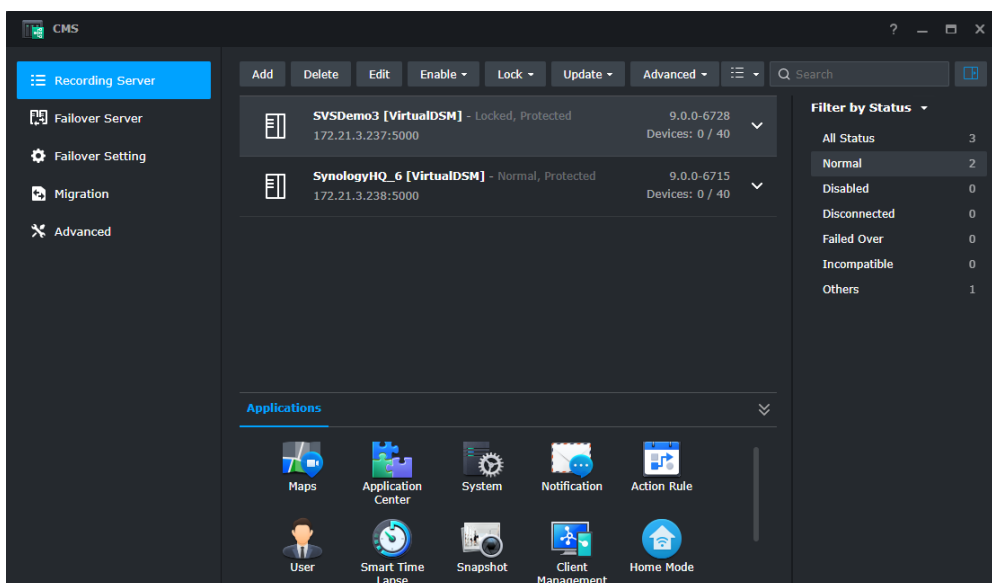 CMS
?
Recording Server
Failover Server
Failover Setting
Migration
Advanced
Add Delete Edit Enable Lock Update Advanced Search
SVSDemo3 [VirtualDSM] - Locked, Protected 9.0.0-6728
172.21.3.237:5000 Devices: 0 / 40
SynologyHQ_6 [VirtualDSM] - Normal, Protected 9.0.0-6715
172.21.3.238:5000 Devices: 0 / 40
Filter by Status
All Status 3
Normal 2
Disabled 0
Disconnected 0
Failed Over 0
Incompatible 0
Others 1
Applications
Maps
Application
Center
System
Notification
Action Rule
User
Smart Time
Lapse
Snapshot
Client
Management
Home Mode